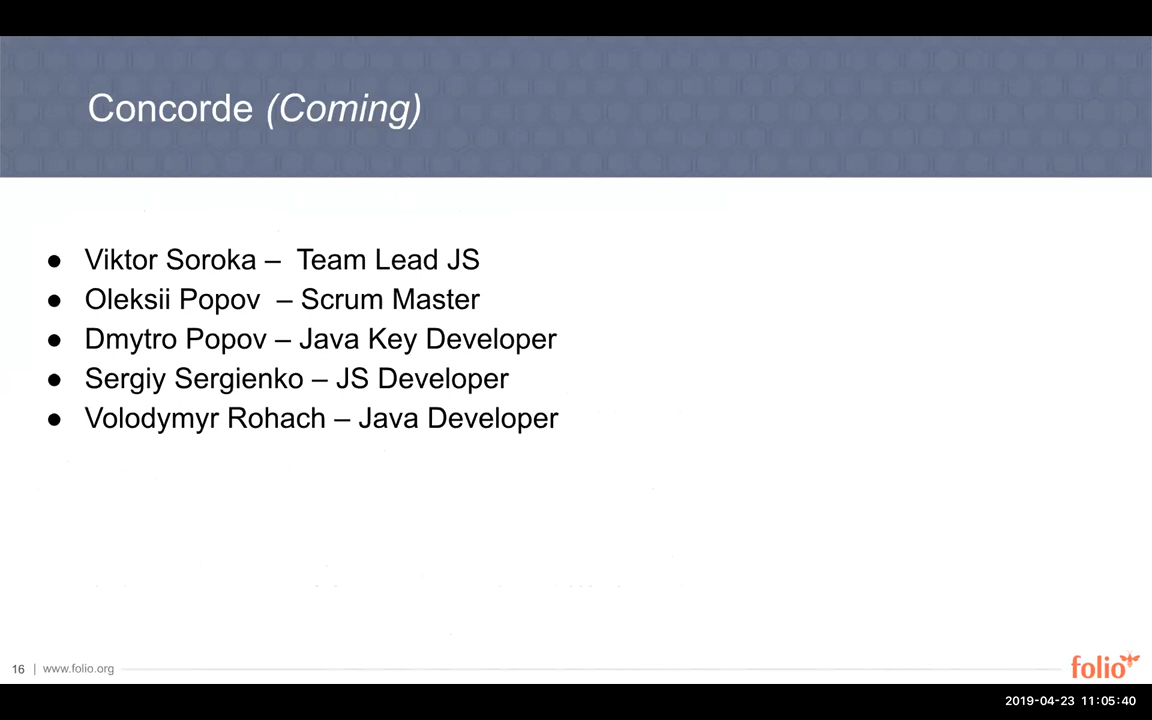 Concorde (Coming)
● Viktor Soroka – Team Lead JS
● Oleksii Popov – Scrum Master
● Dmytro Popov – Java Key Developer
● Sergiy Sergienko – JS Developer
● Volodymyr Rohach – Java Developer
16 | www.folio.org
folio
2019-04-23 11:05:40